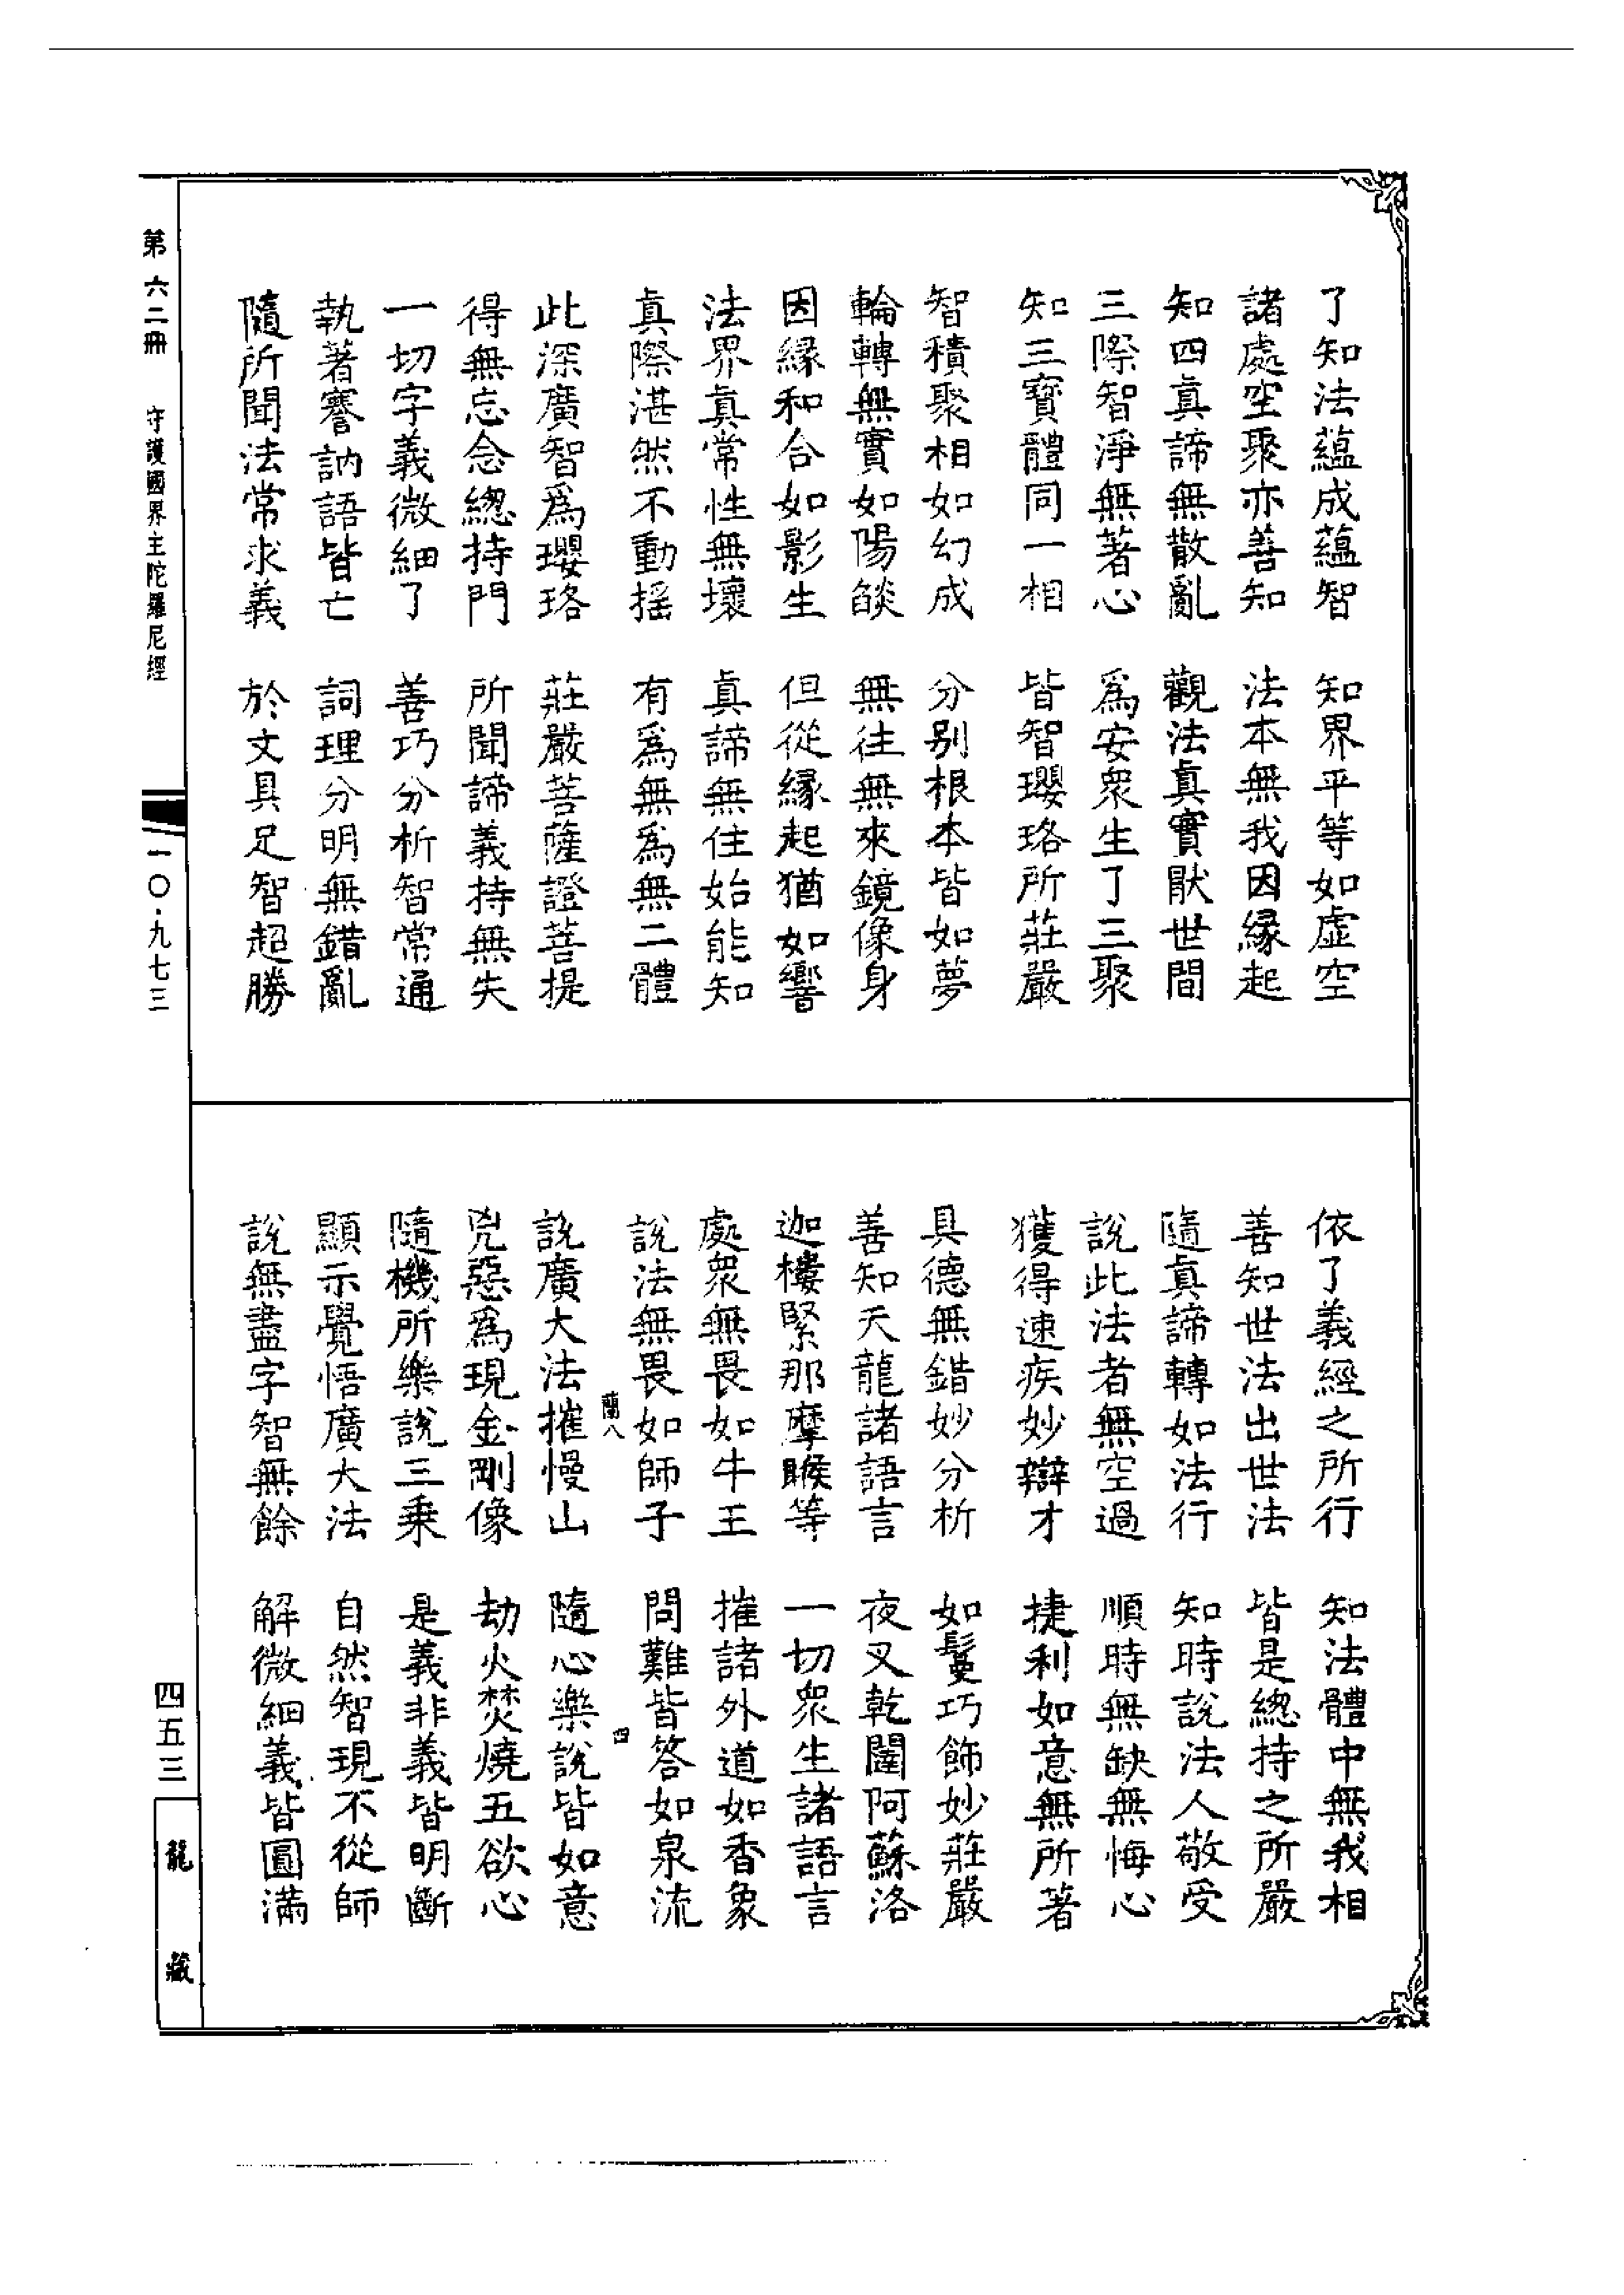 了知法蘊成蘊智　知界平等如虛空
諸處空聚亦善知　法本無我因緣起
知四真諦無散亂　觀法真實猒世間
三際智淨無著心　為安衆生了三聚
知三寶體同一相　皆智瓔珞所莊嚴
智積聚相如幻成　分别根本皆如夢
輪轉無實如陽燄　無往無來鏡像身
因緣和合如影生　但從緣起猶如響
法界真常性無壞　真諦無住始能知
真際湛然不動摇　有為無為無二體
此深廣智為瓔珞　莊嚴菩薩證菩提
得無忘念總持門　所聞諦義持無失
一切字義微細了　善巧分析智常通
執著謇訥語皆亡　詞理分明無錯亂
隨所聞法常求義　於文具足智超勝
依了義經之所行　知法體中無我相
善知世法出世法　皆是總持之所嚴
隨真諦轉如法行　知時說法人敬受
說此法者無空過　順時無缺無悔心
獲得速疾妙辯才　捷利如意無所著
具德無錯妙分析　如鬘巧飾妙莊嚴
善知天龍諸語言　夜叉乾闥阿蘇洛
迦樓緊那摩睺等　一切衆生諸語言
處衆無畏如牛王　摧諸外道如香象
說法無畏如師子　問難皆答如泉流
蘭八　四
說廣大法摧慢山　隨心樂說皆如意
兇惡為現金剛像　劫火焚燒五欲心
隨機所樂說三乘　是義非義皆明斷
顯示覺悟廣大法　自然智現不從師
說無盡字智無餘　解微細義皆圓滿
第六二冊　守護國界主陀羅尼經
一〇·九七三
四五三
龍藏